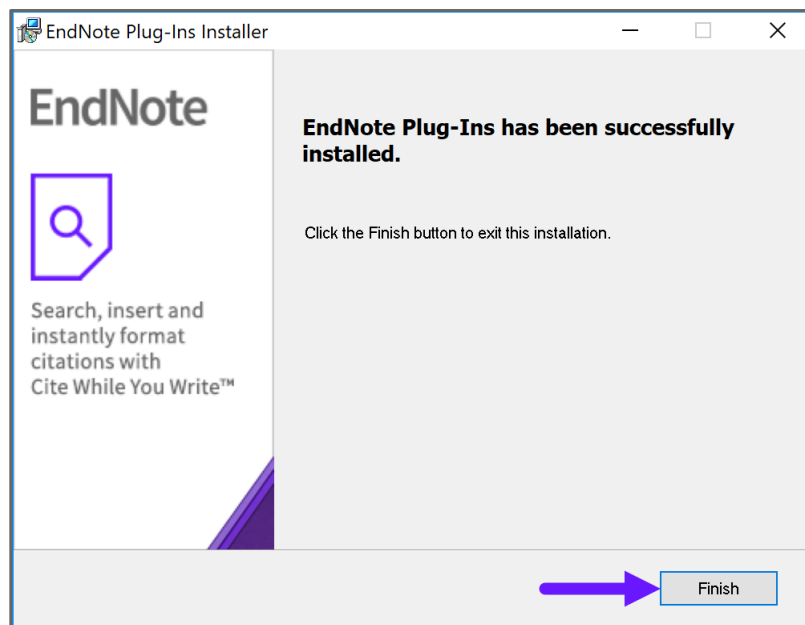 EndNote Plug-Ins Installer
EndNote
Search, insert and
instantly format
citations with
Cite While You Write™
EndNote Plug-Ins has been successfully
installed.
Click the Finish button to exit this installation.
Finish